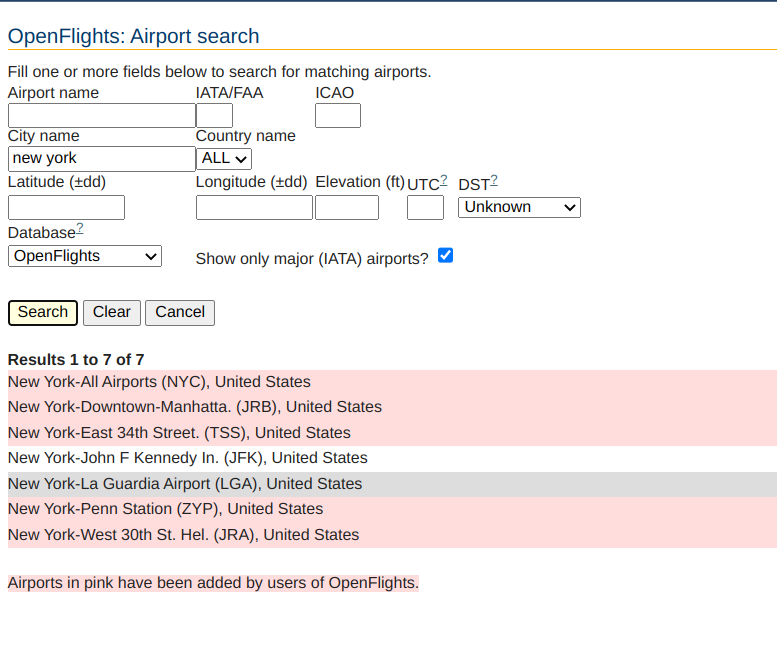 OpenFlights: Airport search
Fill one or more fields below to search for matching airports.
Airport name IATA/FAA ICAO
City name Country name
new york ALL
Latitude (±dd) Longitude (±dd) Elevation (ft) UTC? DST?
Unknown
Database?
OpenFlights Show only major (IATA) airports?
Search Clear Cancel
Results 1 to 7 of 7
New York-All Airports (NYC), United States
New York-Downtown-Manhatta. (JRB), United States
New York-East 34th Street. (TSS), United States
New York-John F Kennedy In. (JFK), United States
New York-La Guardia Airport (LGA), United States
New York-Penn Station (ZYP), United States
New York-West 30th St. Hel. (JRA), United States
Airports in pink have been added by users of OpenFlights.